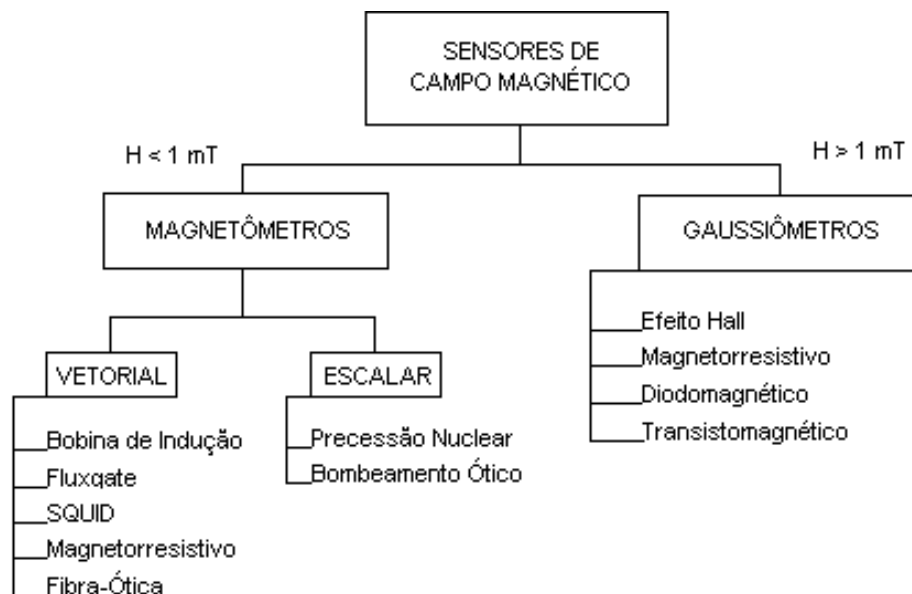 SENSORES DE
CAMPO MAGNÉTICO
H < 1 mT
H > 1 mT
MAGNETÔMETROS
GAUSSIÔMETROS
VETORIAL
ESCALAR
Bobina de Indução
Fluxgate
SQUID
Magnetorresistivo
Fibra-Ótica
Precessão Nuclear
Bombeamento Ótico
Efeito Hall
Magnetorresistivo
Diodomagnético
Transistomagnético